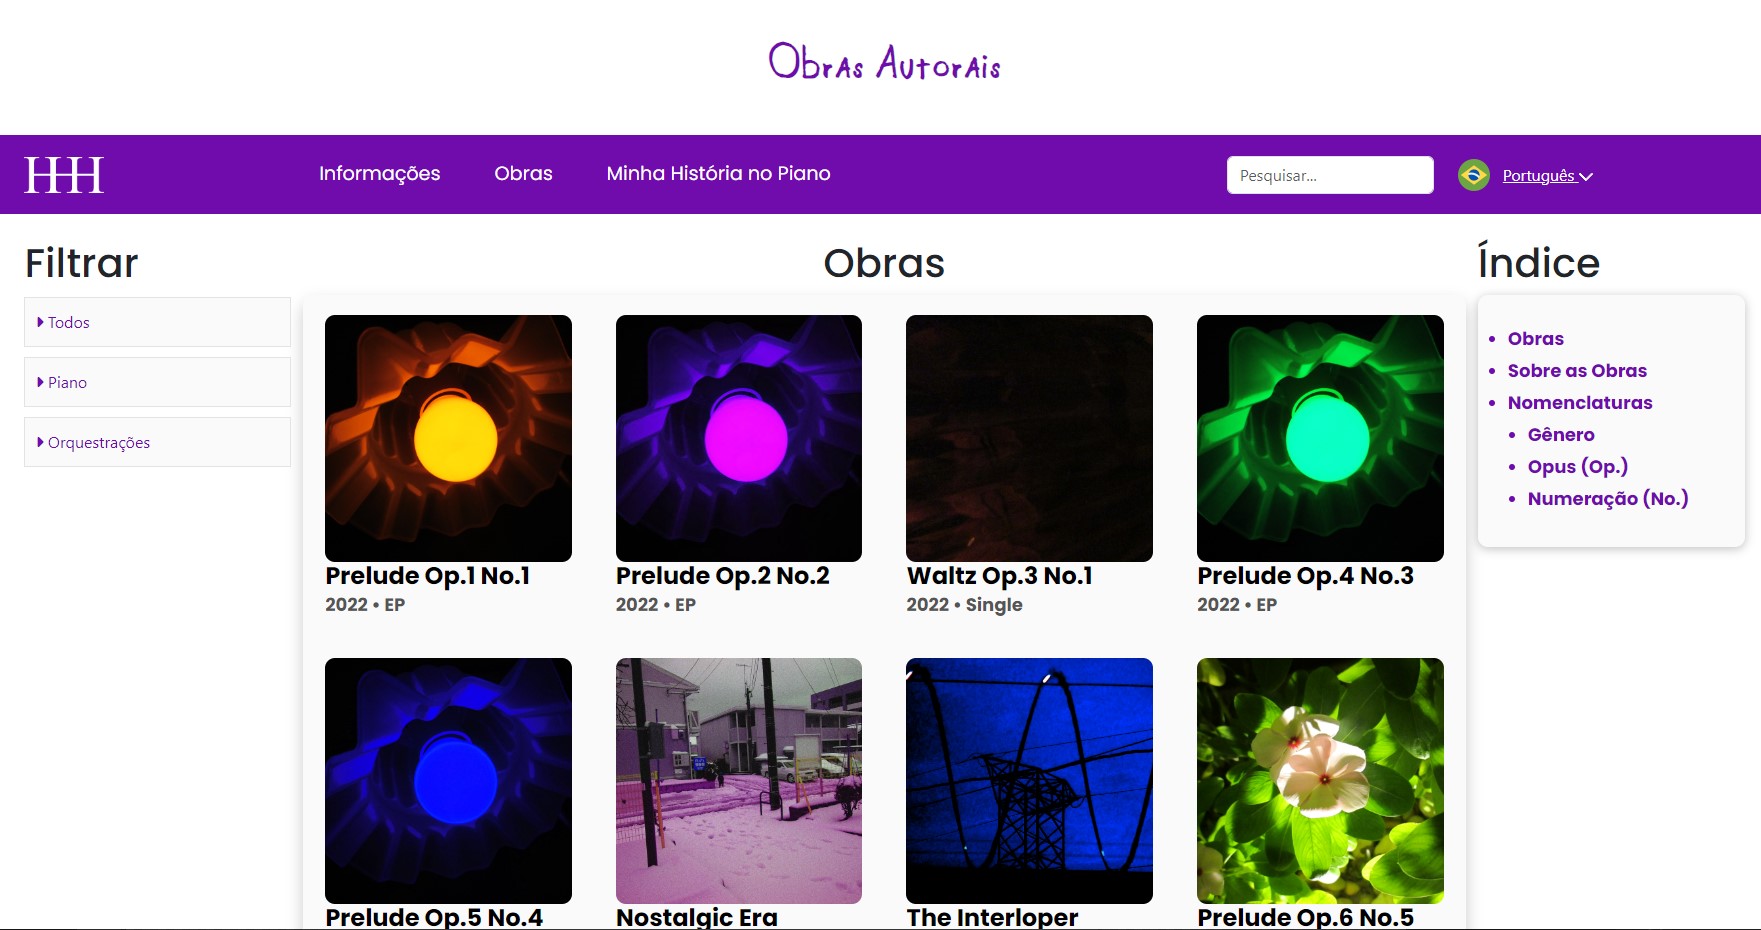 Obras Autorais
HH
Informações
Obras
Minha História no Piano
Pesquisar...
Português
Filtrar
Todos
Piano
Orquestrações
Obras
Prelude Op.1 No.1
2022 • EP
Prelude Op.2 No.2
2022 • EP
Waltz Op.3 No.1
2022 • Single
Prelude Op.4 No.3
2022 • EP
Prelude Op.5 No.4
Nostalgic Era
The Interloper
Prelude Op.6 No.5
Índice
• Obras
• Sobre as Obras
• Nomenclaturas
• Gênero
• Opus (Op.)
• Numeração (No.)